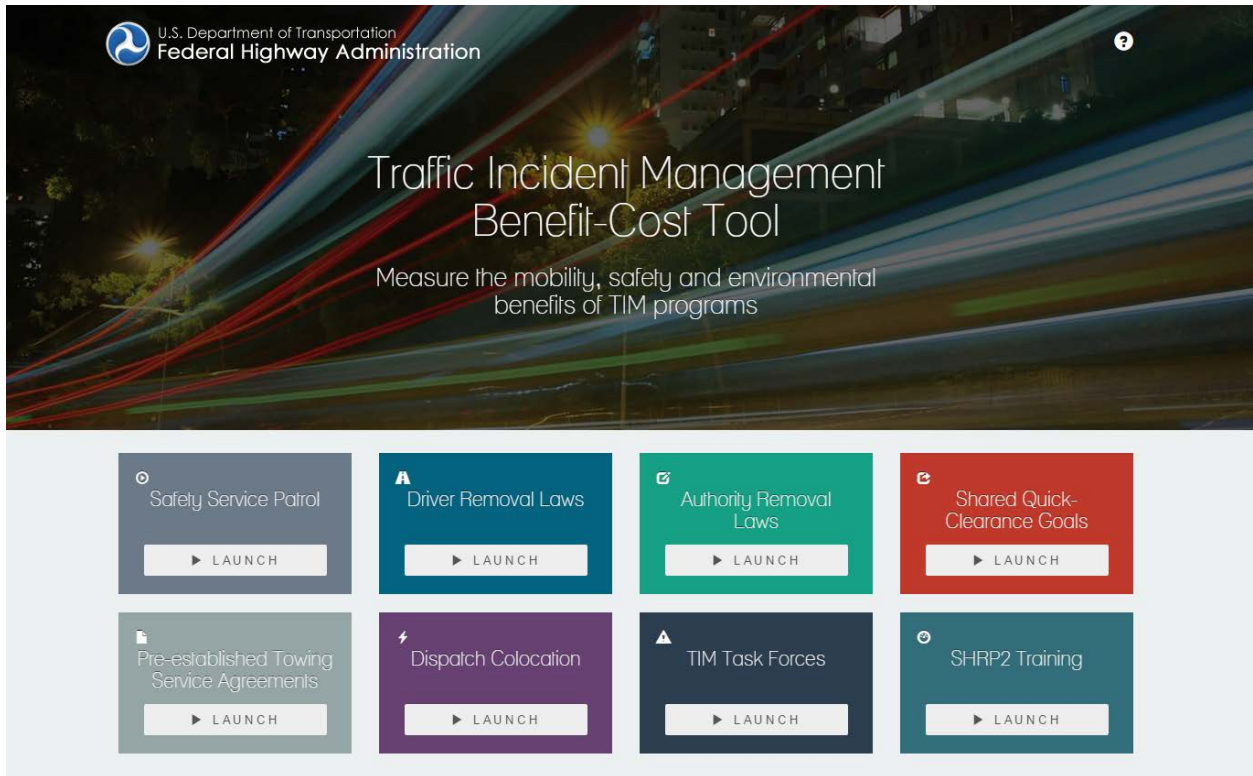 U.S. Department of Transportation
Federal Highway Administration
?
Traffic Incident Management
Benefit-Cost Tool
Measure the mobility, safety and environmental
benefits of TIM programs
Safety Service Patrol
LAUNCH
Driver Removal Laws
LAUNCH
Authority Removal
Laws
LAUNCH
Shared Quick-
Clearance Goals
LAUNCH
Pre-established Towing
Service Agreements
LAUNCH
Dispatch Colocation
LAUNCH
TIM Task Forces
LAUNCH
SHRP2 Training
LAUNCH